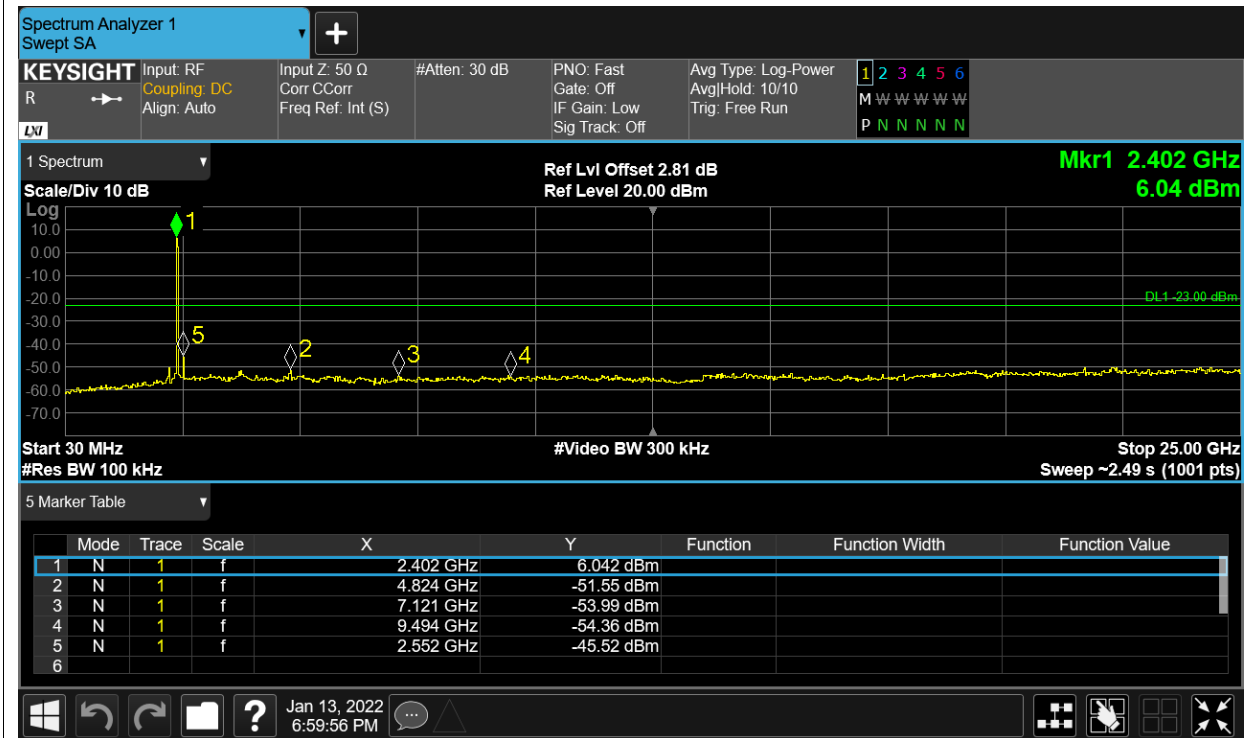 Spectrum Analyzer 1
Swept SA
+
KEYSIGHT Input: RF Input Z: 50 Ω #Atten: 30 dB PNO: Fast Avg Type: Log-Power 1 2 3 4 5 6
R Coupling: DC Corr CCorr Gate: Off Avg|Hold: 10/10 M W W W W W
Align: Auto Freq Ref: Int (S) IF Gain: Low Trig: Free Run P N N N N N
LXI Sig Track: Off
1 Spectrum Ref Lvl Offset 2.81 dB Mkr1 2.402 GHz
Scale/Div 10 dB Ref Level 20.00 dBm 6.04 dBm
Log
1
10.0
0.00
-10.0
-20.0 DL1 -23.00 dBm
-30.0
5
-40.0 2 3 4
-50.0
-60.0
-70.0
Start 30 MHz #Video BW 300 kHz Stop 25.00 GHz
#Res BW 100 kHz Sweep ~2.49 s (1001 pts)
5 Marker Table
Mode Trace Scale X Y Function Function Width Function Value
1 N 1 f 2.402 GHz 6.042 dBm
2 N 1 f 4.824 GHz -51.55 dBm
3 N 1 f 7.121 GHz -53.99 dBm
4 N 1 f 9.494 GHz -54.36 dBm
5 N 1 f 2.552 GHz -45.52 dBm
6
? Jan 13, 2022
6:59:56 PM